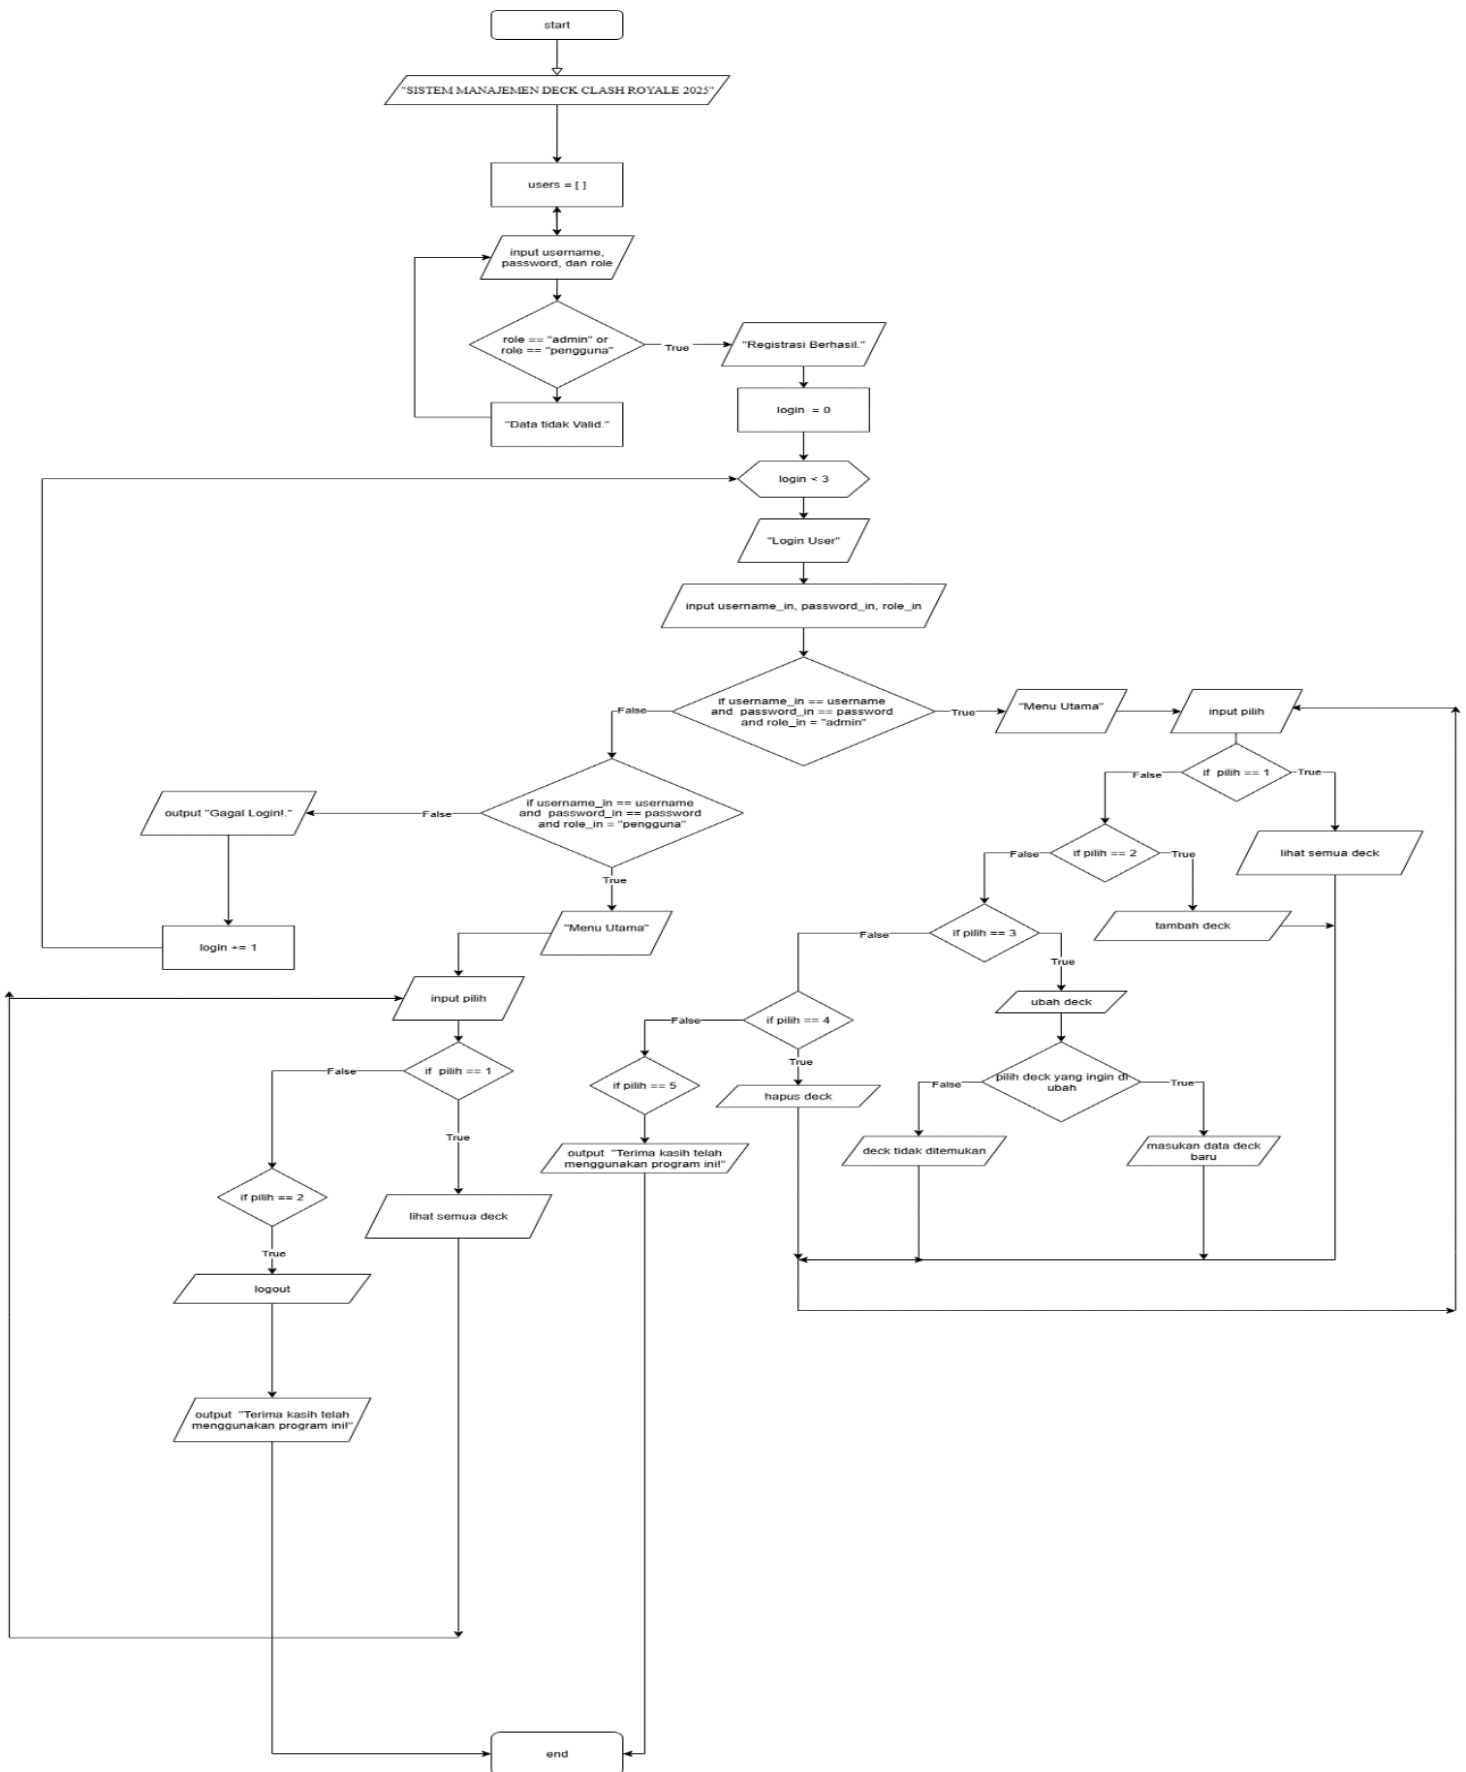 start
"SISTEM MANAJEMEN DECK CLASH ROYALE 2025"
users = [ ]
input username,
password, dan role
role == "admin" or
role == "pengguna"
True
"Registrasi Berhasil."
"Data tidak Valid."
login = 0
login < 3
"Login User"
input username_in, password_in, role_in
if username_in == username
and password_in == password
and role_in = "admin"
False
True
"Menu Utama"
input pilih
if pilih == 1
False
True
lihat semua deck
if pilih == 2
False
True
tambah deck
if pilih == 3
False
True
ubah deck
pilih deck yang ingin di
ubah
False
True
deck tidak ditemukan
masukan data deck
baru
if pilih == 4
False
True
hapus deck
if pilih == 5
output "Terima kasih telah
menggunakan program ini!"
if username_in == username
and password_in == password
and role_in = "pengguna"
False
True
output "Gagal Login!."
login += 1
"Menu Utama"
input pilih
if pilih == 1
False
True
lihat semua deck
if pilih == 2
True
logout
output "Terima kasih telah
menggunakan program ini!"
end